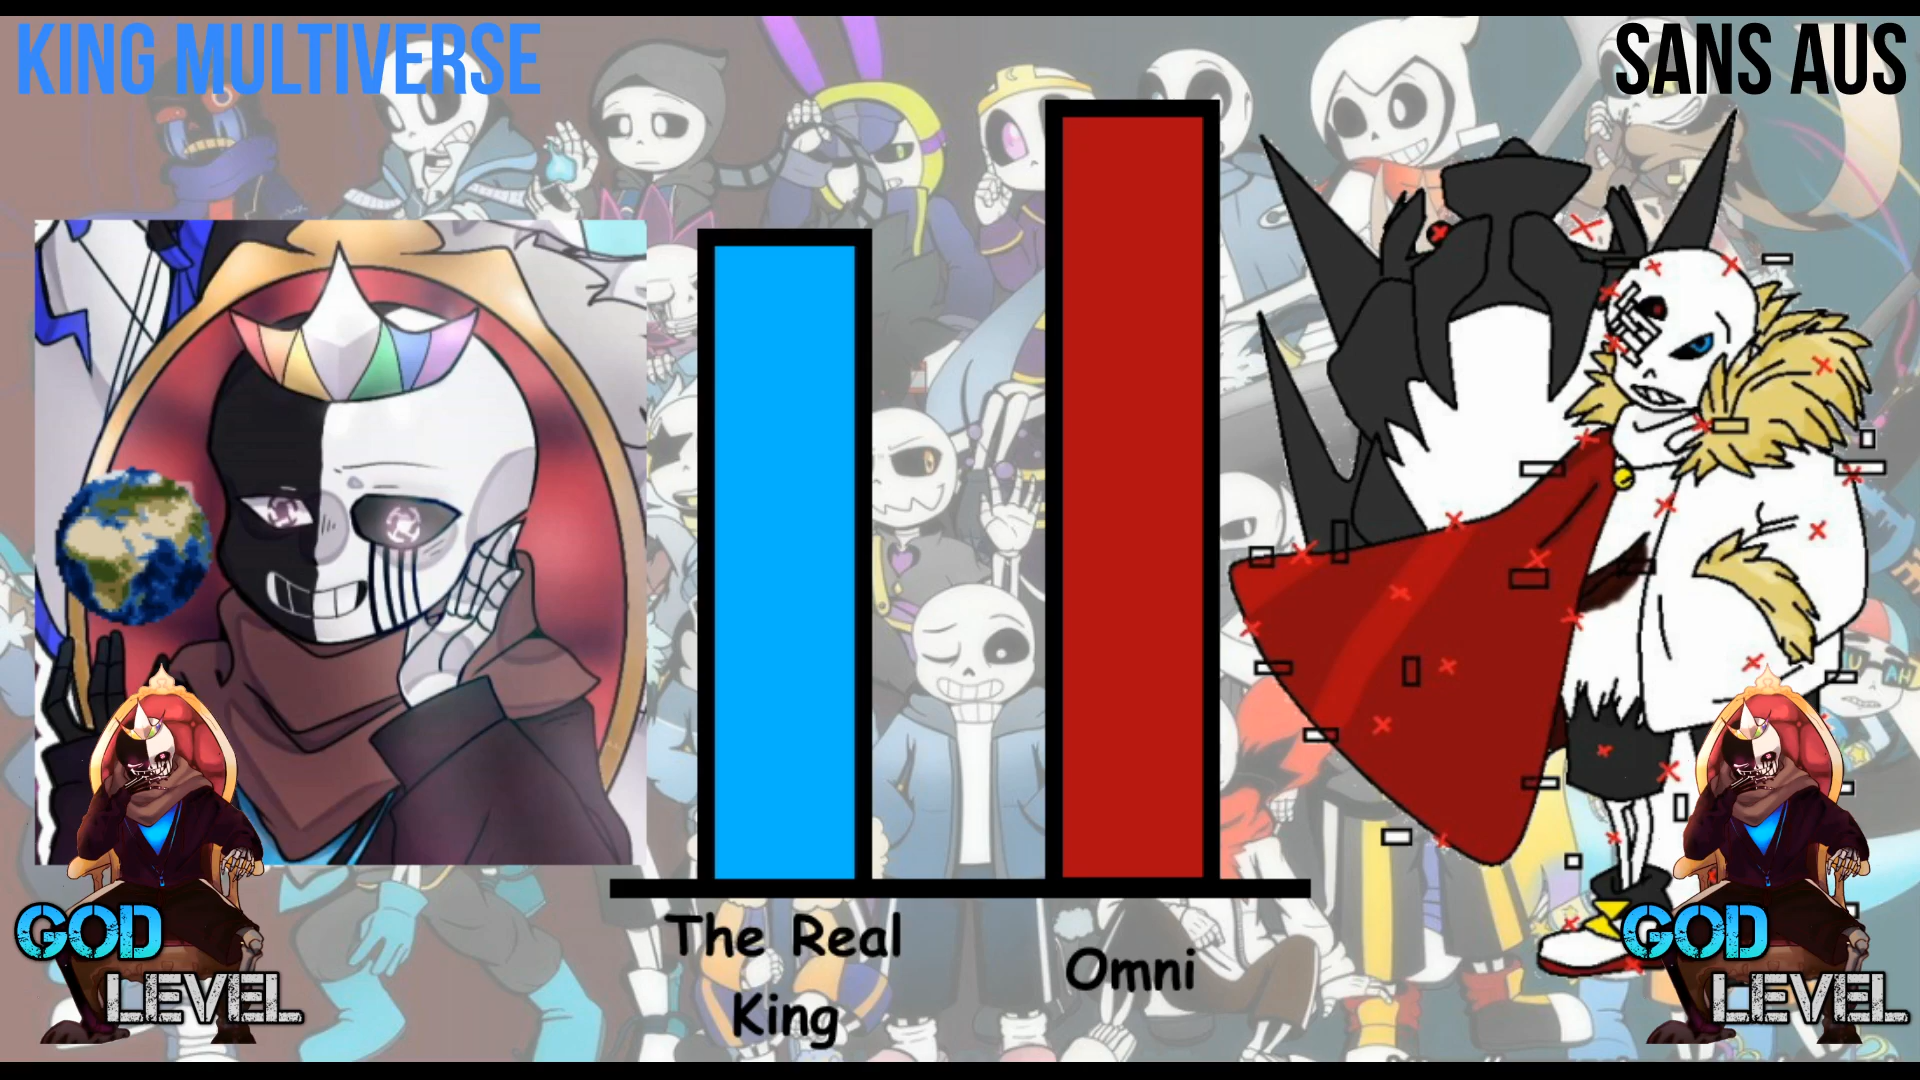 KING MULTIVERSE
SANS AUS
The Real
King
Omni
GOD
LEVEL
GOD
LEVEL